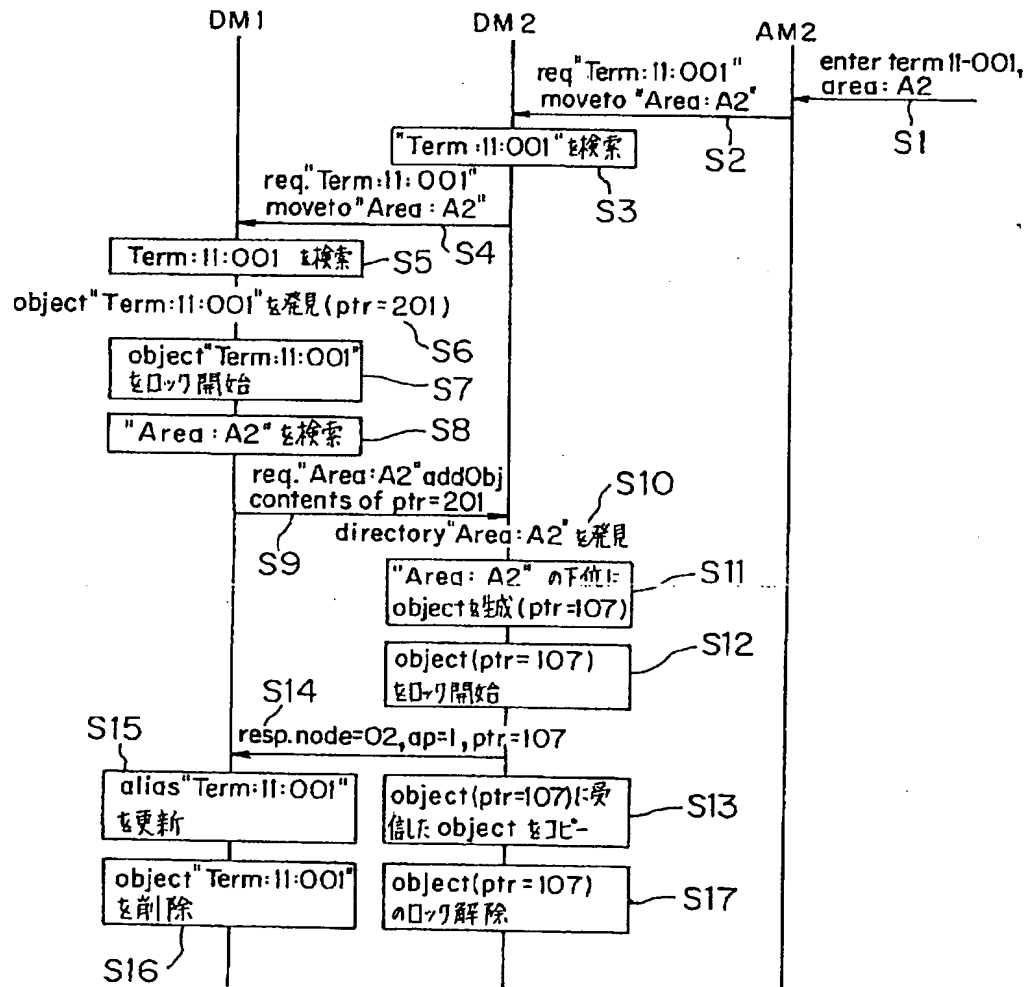 DM1
DM2
AM2
enter term 11-001,
area: A2
S1
req "Term:11:001"
moveto "Area:A2"
S2
"Term:11:001"を検索
S3
req."Term:11:001"
moveto "Area:A2"
S4
Term:11:001 を検索
S5
object "Term:11:001"を発見(ptr=201)
S6
object "Term:11:001"
をロック開始
S7
"Area:A2" を検索
S8
req."Area:A2" addObj
contents of ptr=201
S9
S10
directory "Area:A2" を発見
"Area:A2" の下位に
objectを生成(ptr=107)
S11
object(ptr=107)
をロック開始
S12
S14
resp.node=02,ap=1,ptr=107
S15
alias "Term:11:001"
を更新
object(ptr=107)に受
信した object をコピー
S13
object "Term:11:001"
を削除
S16
object(ptr=107)
のロック解除
S17